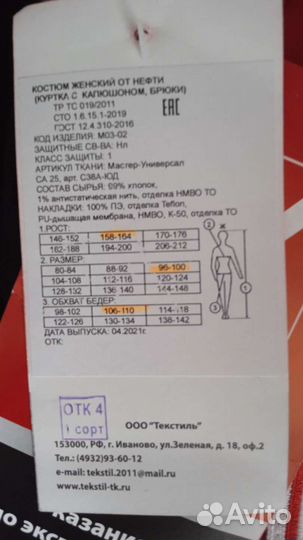 КОСТЮМ ЖЕНСКИЙ ОТ НЕФТИ
(КУРТКА С КАПЮШОНОМ, БРЮКИ)
ТР ТС 019/2011
СТО 1.6.15.1-2019
ГОСТ 12.4.310-2016
EAC
КОД ИЗДЕЛИЯ: М03-02
ЗАЩИТНЫЕ СВ-ВА: Нл
КЛАСС ЗАЩИТЫ: 1
АРТИКУЛ ТКАНИ: Мастер-Универсал
СА 25, арт. С38А-ЮД
СОСТАВ СЫРЬЯ: 99% хлопок,
1% антистатическая нить, отделка НМВО ТО
НАКЛАДКИ: 100% ПЭ, отделка Teflon,
PU-дышащая мембрана, НМВО, К-50, отделка ТО
1.РОСТ:
146-152 158-164 170-176
182-188 194-200 206-212
2. РАЗМЕР:
80-84 88-92 96-100
104-108 112-116 120-124
128-132 136-140 144-148
3. ОБХВАТ БЕДЕР:
98-102 106-110 114-118
122-126 130-134 138-142
ДАТА ВЫПУСКА: 04.2021г.
ОТК:
Ж
2
1
3
ОТК 4
1 сорт
ООО "Текстиль"
153000, РФ, г. Иваново, ул.Зеленая, д. 18, оф.2
Тел.: (4932)93-60-12
e-mail: tekstil.2011@mail.ru
www.tekstil-tk.ru
казани
по эксп
Avito